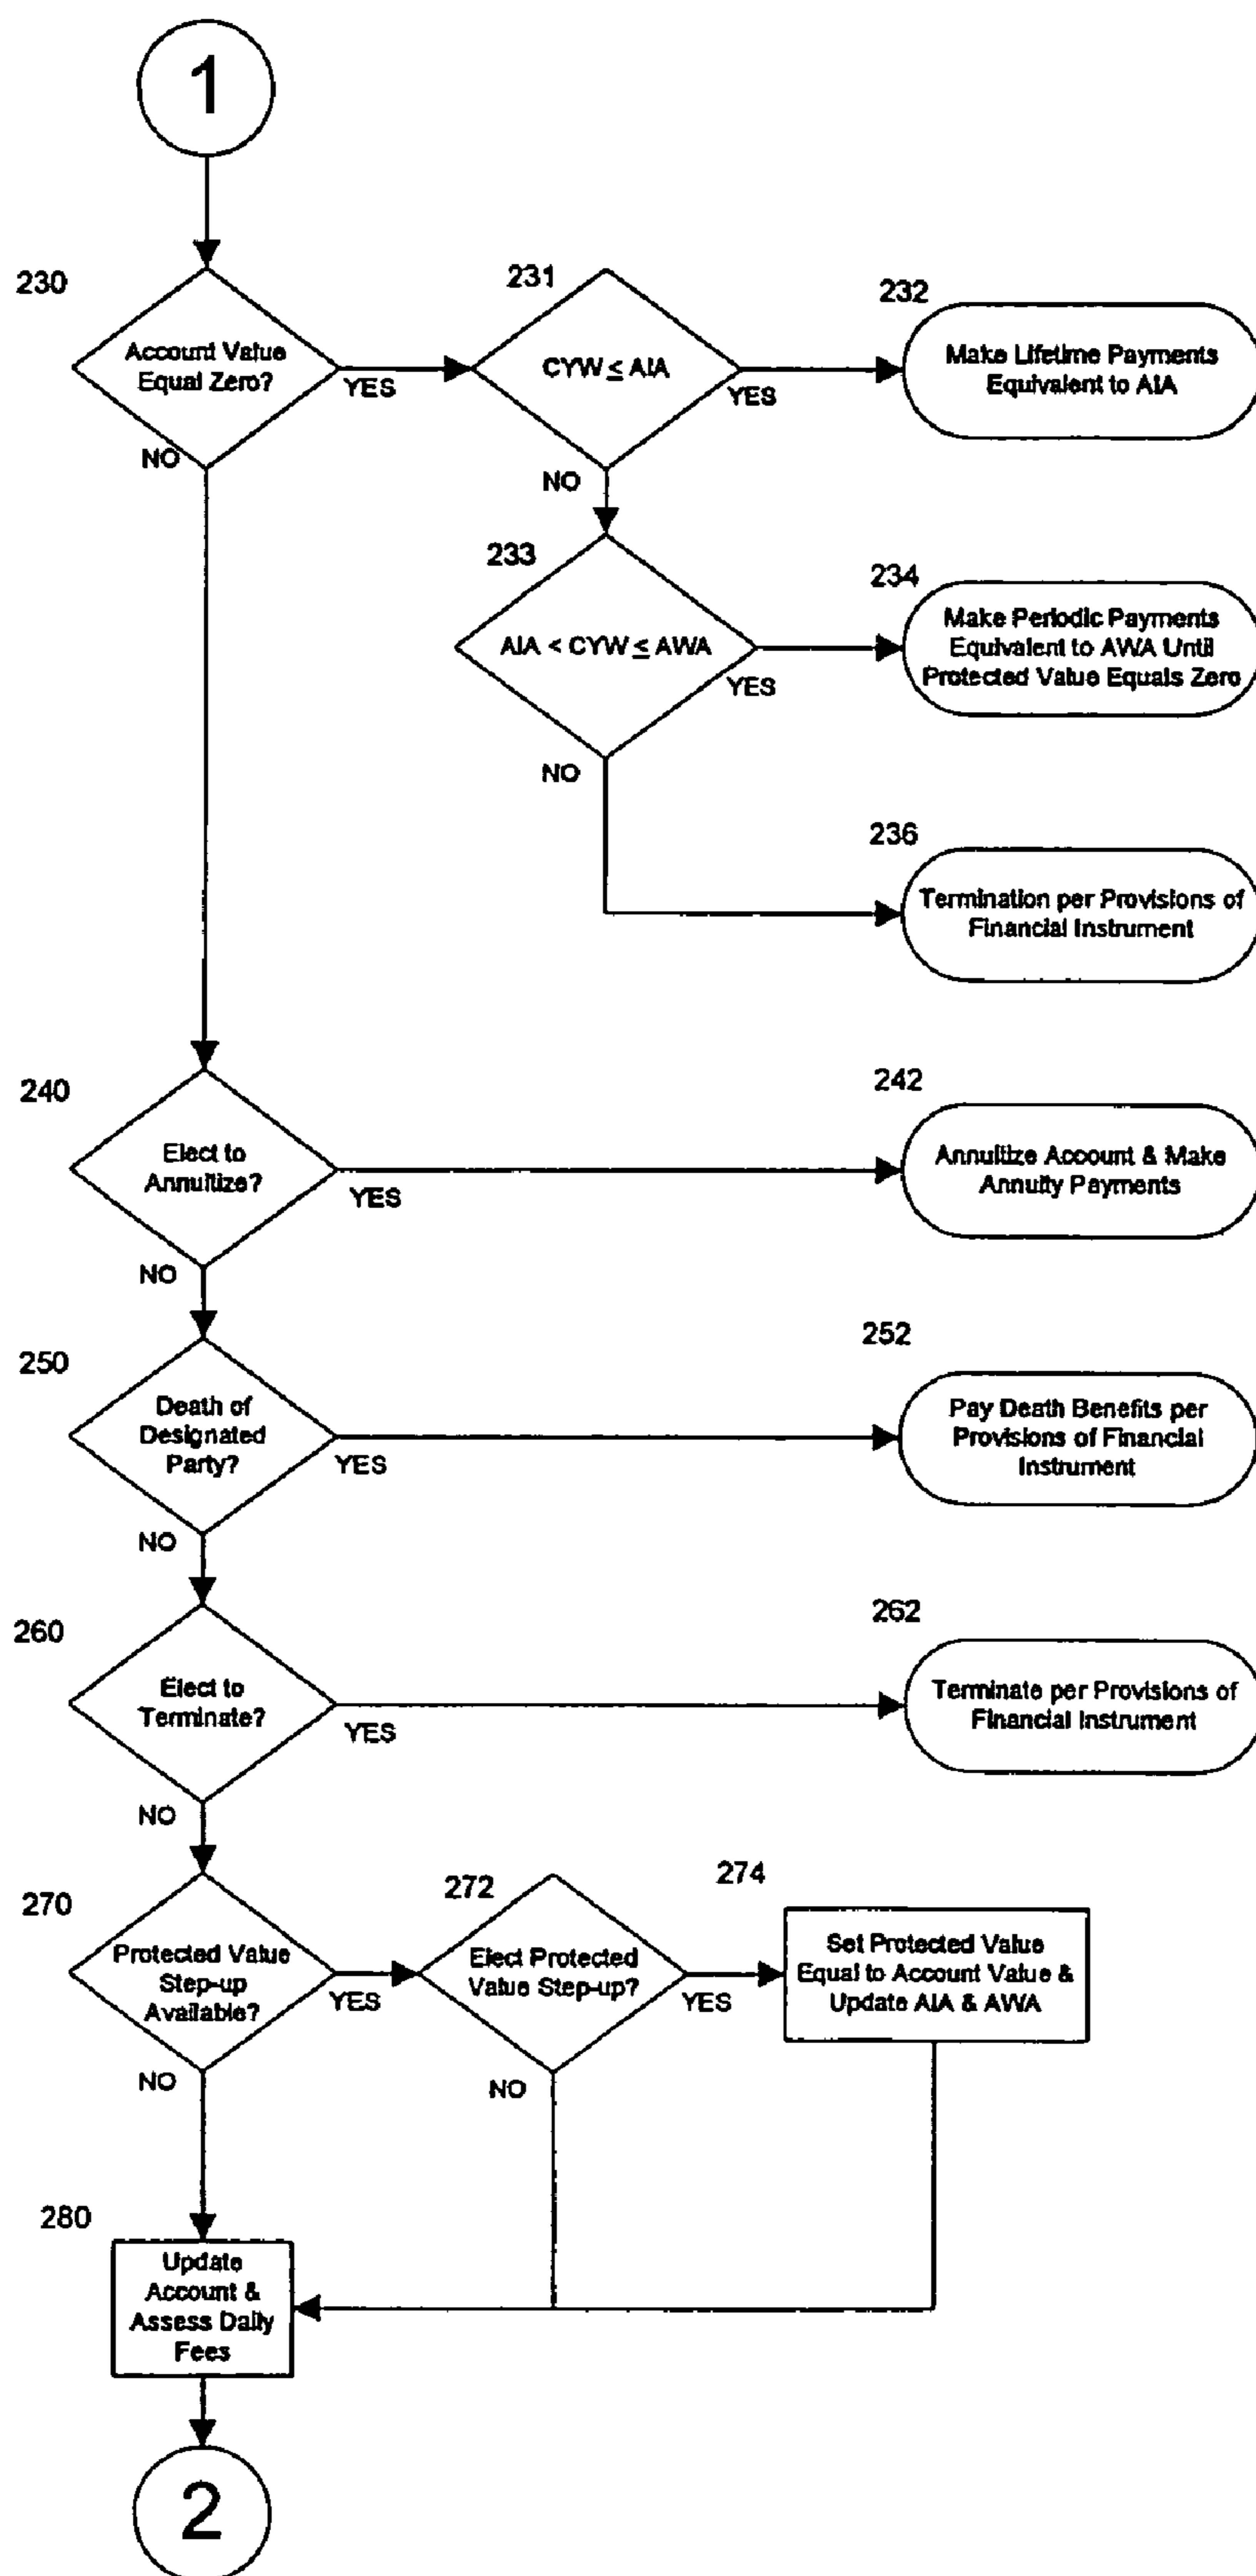 1
230
Account Value
Equal Zero?
YES
NO
231
CYW ≤ AIA
YES
NO
232
Make Lifetime Payments
Equivalent to AIA
233
AIA < CYW ≤ AWA
YES
NO
234
Make Periodic Payments
Equivalent to AWA Until
Protected Value Equals Zero
236
Termination per Provisions of
Financial Instrument
240
Elect to
Annuitize?
YES
NO
242
Annuitize Account & Make
Annuity Payments
250
Death of
Designated
Party?
YES
NO
252
Pay Death Benefits per
Provisions of Financial
Instrument
260
Elect to
Terminate?
YES
NO
262
Terminate per Provisions of
Financial Instrument
270
Protected Value
Step-up
Available?
YES
NO
272
Elect Protected
Value Step-up?
YES
NO
274
Set Protected Value
Equal to Account Value &
Update AIA & AWA
280
Update
Account &
Assess Daily
Fees
2